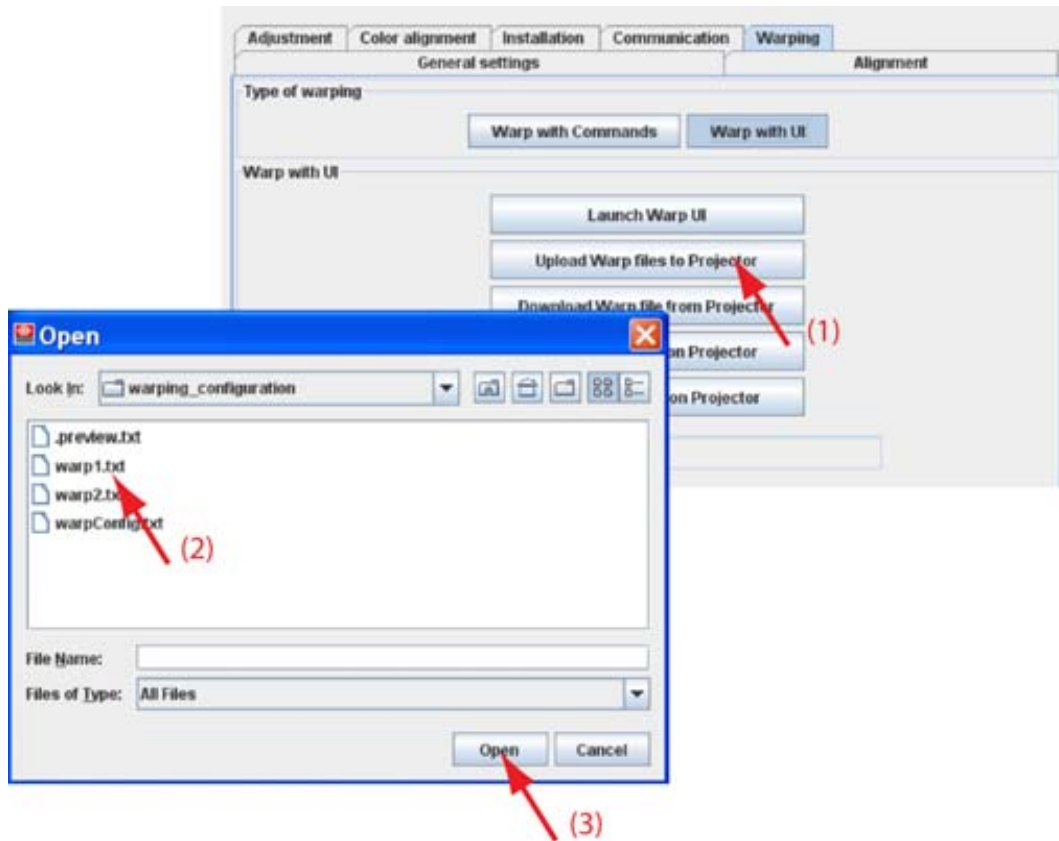 Adjustment Color alignment Installation Communication Warping
General settings Alignment
Type of warping
Warp with Commands Warp with UI
Warp with UI
Launch Warp UI
Upload Warp files to Projector
Download Warp file from Projector
(1)
on Projector
on Projector
Open
Look In: warping_configuration
.preview.txt
warp1.txt
warp2.txt
warpConfig.txt
(2)
File Name:
Files of Type: All Files
Open Cancel
(3)